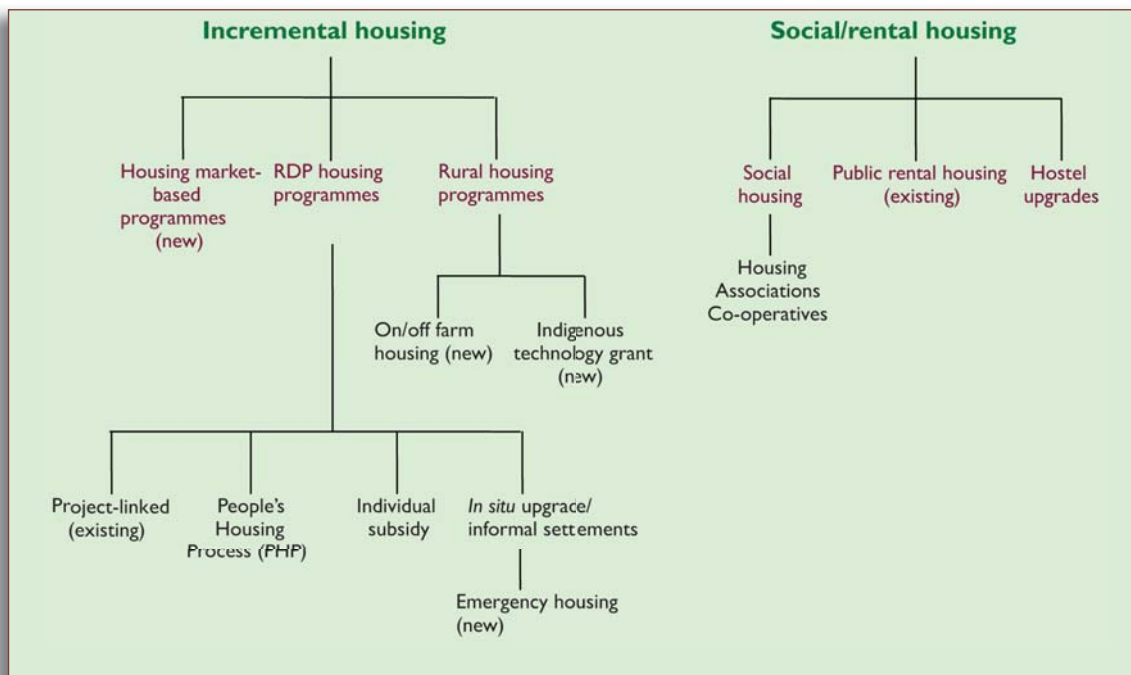 Incremental housing
Housing market-
based
programmes
(new)
RDP housing
programmes
Rural housing
programmes
On/off farm
housing (new)
Indigenous
technology grant
(new)
Project-linked
(existing)
People's
Housing
Process (PHP)
Individual
subsidy
In situ upgrace/
informal settements
Emergency housing
(new)
Social/rental housing
Social
housing
Public rental housing
(existing)
Hostel
upgrades
Housing
Associations
Co-operatives